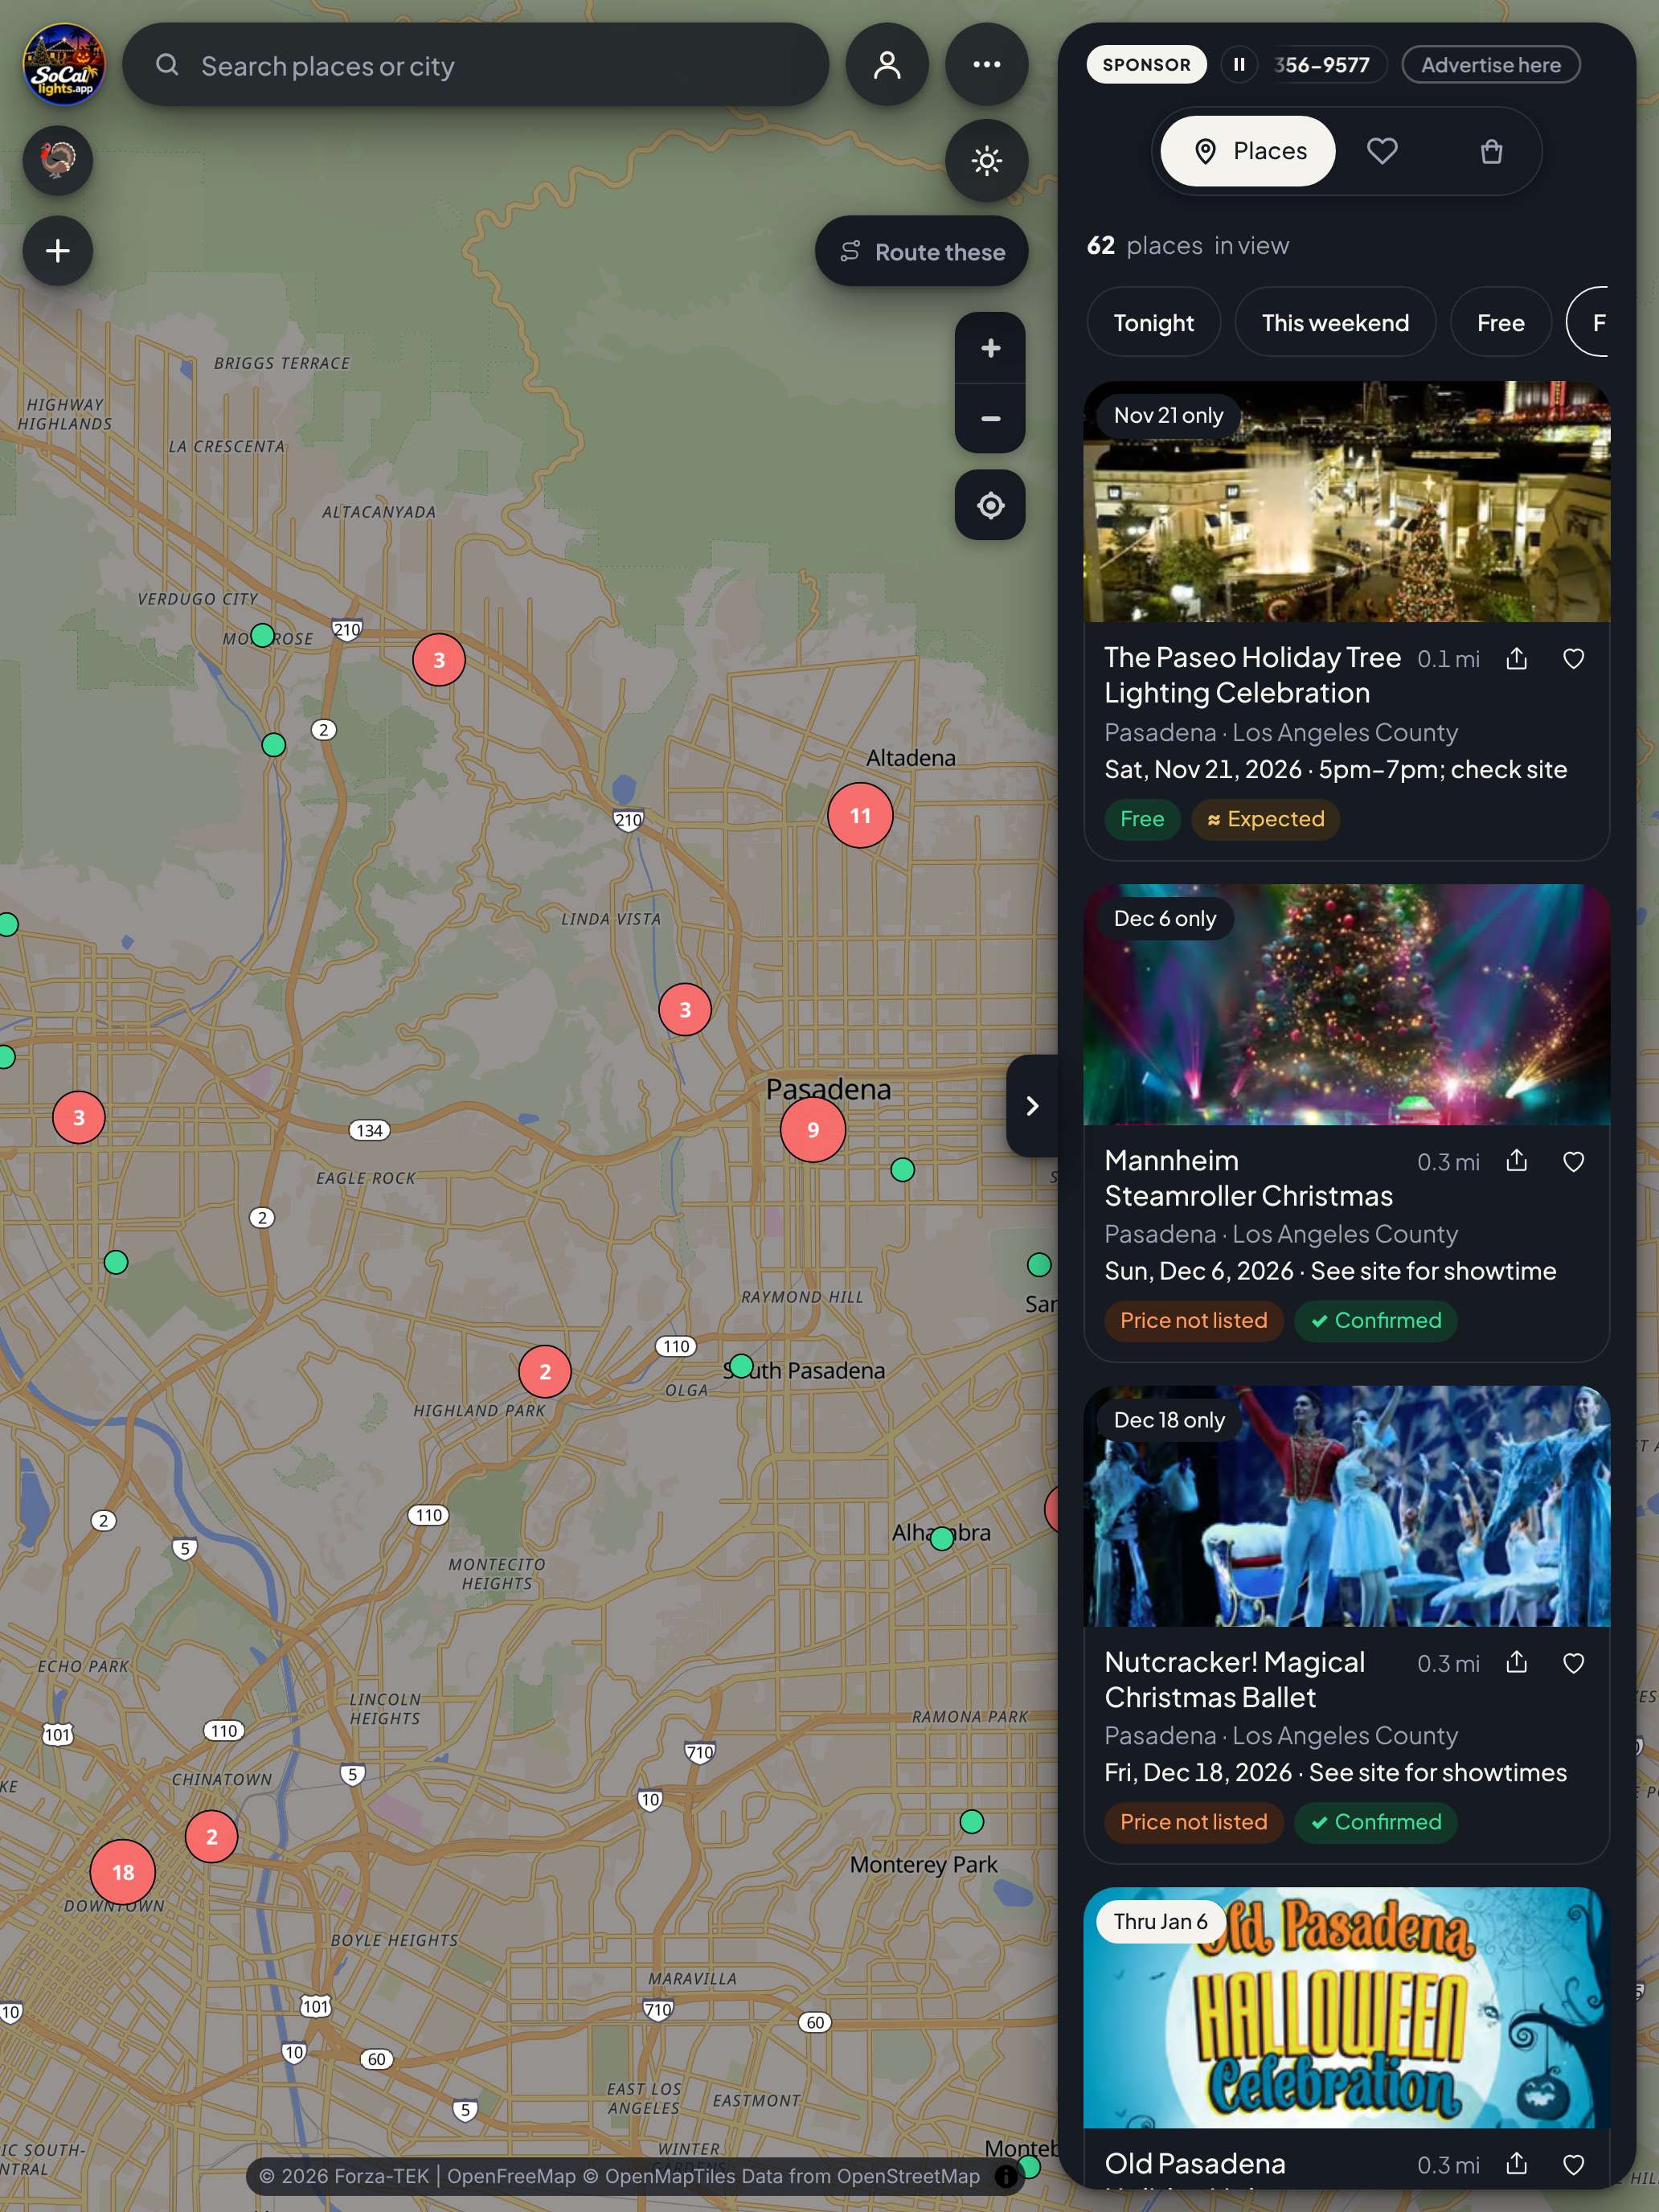 SoCal
lights.app
Search places or city
Route these
SPONSOR
356-9577
Advertise here
Places
62 places in view
Tonight
This weekend
Free
F
Nov 21 only
The Paseo Holiday Tree
Lighting Celebration
0.1 mi
Pasadena · Los Angeles County
Sat, Nov 21, 2026 · 5pm–7pm; check site
Free
≈ Expected
Dec 6 only
Mannheim
Steamroller Christmas
0.3 mi
Pasadena · Los Angeles County
Sun, Dec 6, 2026 · See site for showtime
Price not listed
✓ Confirmed
Dec 18 only
Nutcracker! Magical
Christmas Ballet
0.3 mi
Pasadena · Los Angeles County
Fri, Dec 18, 2026 · See site for showtimes
Price not listed
✓ Confirmed
Thru Jan 6
Old Pasadena
HALLOWEEN
Celebration
Old Pasadena
0.3 mi
BRIGGS TERRACE
HIGHWAY
HIGHLANDS
LA CRESCENTA
ALTACANYADA
VERDUGO CITY
MONTROSE
210
3
2
Altadena
11
210
LINDA VISTA
3
Pasadena
9
3
134
EAGLE ROCK
2
RAYMOND HILL
San
110
South Pasadena
2
OLGA
HIGHLAND PARK
110
2
5
Alhambra
MONTECITO
HEIGHTS
ECHO PARK
LINCOLN
HEIGHTS
RAMONA PARK
101
110
710
5
CHINATOWN
KE
10
2
18
Monterey Park
DOWNTOWN
BOYLE HEIGHTS
MARAVILLA
101
710
10
60
10
60
EAST LOS
ANGELES
EASTMONT
5
IC SOUTH-
NTRAL
WINTER
Monteb
© 2026 Forza-TEK | OpenFreeMap © OpenMapTiles Data from OpenStreetMap